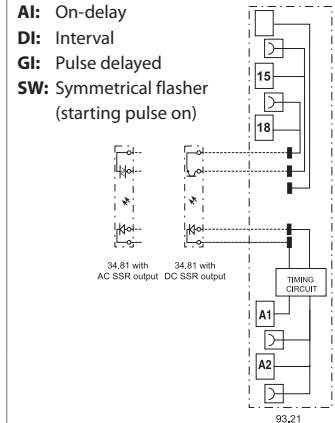 AI: On-delay
DI: Interval
GI: Pulse delayed
SW: Symmetrical flasher
(starting pulse on)
15
18
34.81 with
AC SSR output
34.81 with
DC SSR output
TIMING
CIRCUIT
A1
A2
93.21